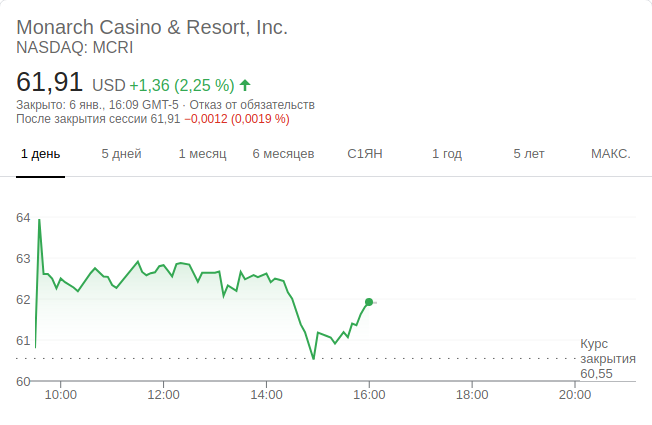 Monarch Casino & Resort, Inc.
NASDAQ: MCRI
61,91 USD +1,36 (2,25 %)
Закрыто: 6 янв., 16:09 GMT-5 · Отказ от обязательств
После закрытия сессии 61,91 −0,0012 (0,0019 %)
1 день 5 дней 1 месяц 6 месяцев С1ЯН 1 год 5 лет МАКС.
64
63
62
61
Курс
закрытия
60,55
60
10:00 12:00 14:00 16:00 18:00 20:00